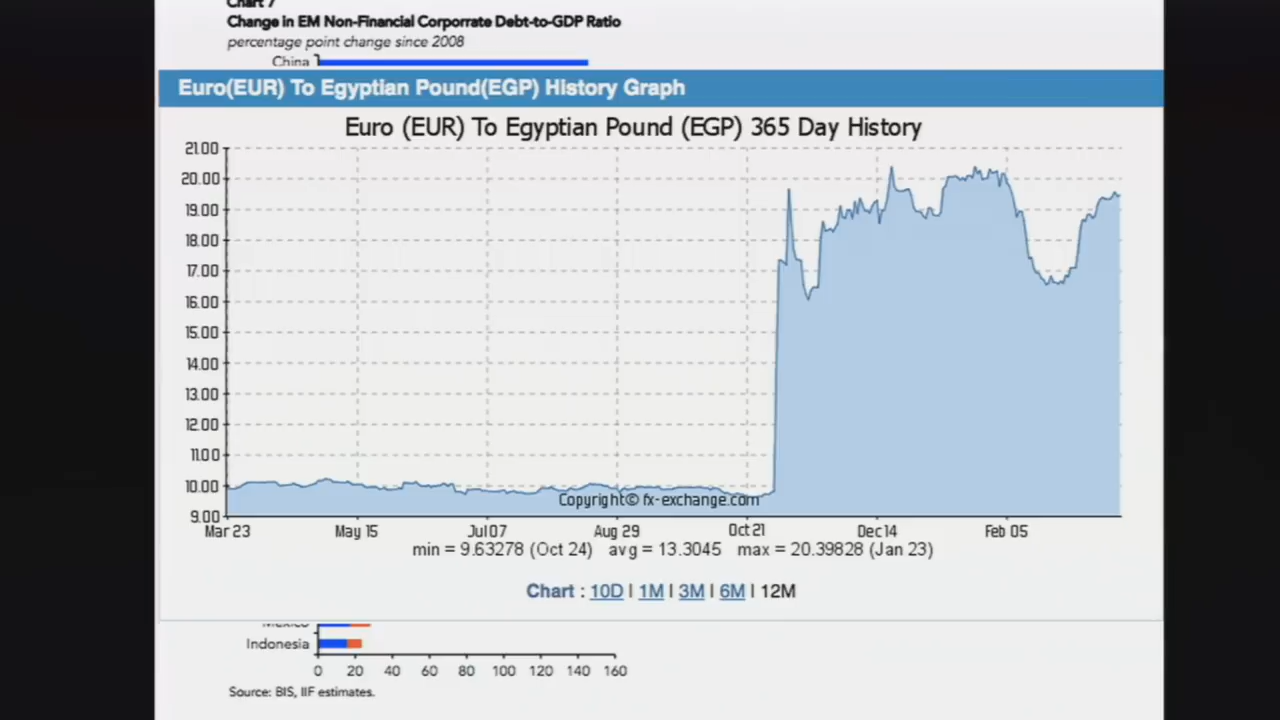 Chart 7
Change in EM Non-Financial Corporrate Debt-to-GDP Ratio
percentage point change since 2008
China
Euro(EUR) To Egyptian Pound(EGP) History Graph
Euro (EUR) To Egyptian Pound (EGP) 365 Day History
21.00
20.00
19.00
18.00
17.00
16.00
15.00
14.00
13.00
12.00
11.00
10.00
9.00
Copyright© fx-exchange.com
Mar 23 May 15 Jul 07 Aug 29 Oct 21 Dec 14 Feb 05
min = 9.63278 (Oct 24) avg = 13.3045 max = 20.39828 (Jan 23)
Chart : 10D | 1M | 3M | 6M | 12M
Mexico
Indonesia
0 20 40 60 80 100 120 140 160
Source: BIS, IIF estimates.